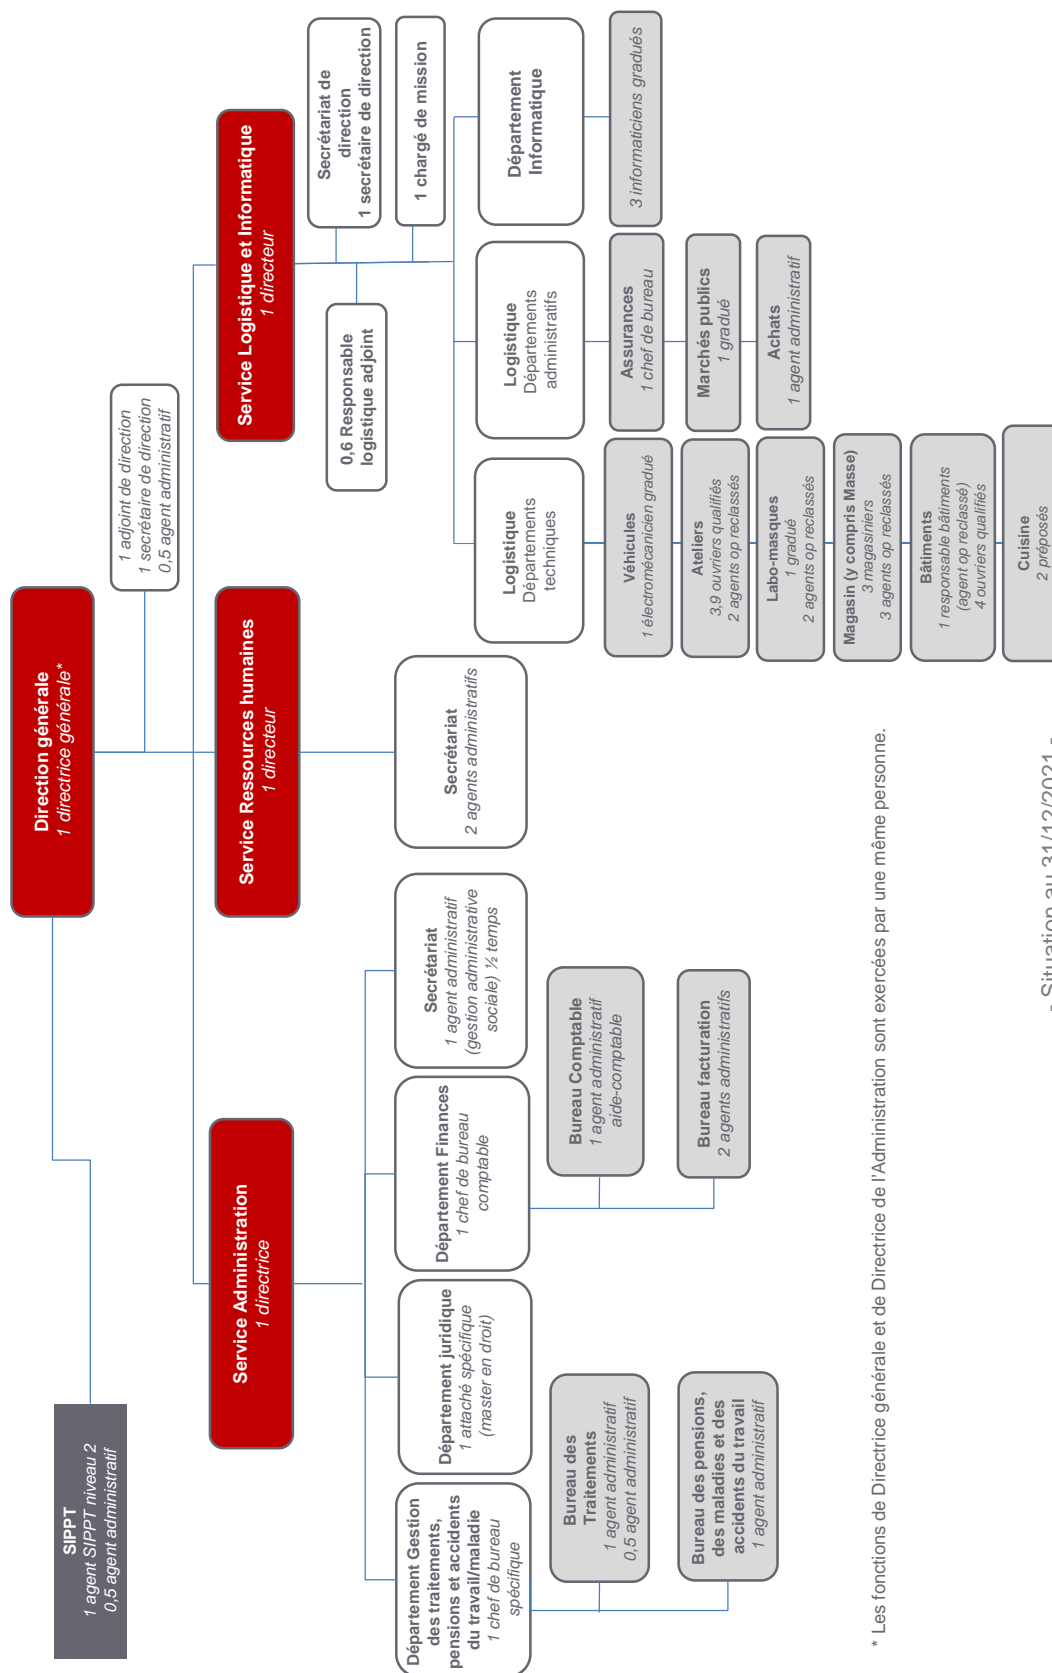 SIPPT
1 agent SIPPT niveau 2
0,5 agent administratif
Direction générale
1 directrice générale*
1 adjoint de direction
1 secrétaire de direction
0,5 agent administratif
Service Administration
1 directrice
Service Ressources humaines
1 directeur
Service Logistique et Informatique
1 directeur
Secrétariat de
direction
1 secrétaire de direction
0,6 Responsable
logistique adjoint
1 chargé de mission
Département Gestion
des traitements,
pensions et accidents
du travail/maladie
1 chef de bureau
spécifique
Département juridique
1 attaché spécifique
(master en droit)
Département Finances
1 chef de bureau
comptable
Secrétariat
1 agent administratif
(gestion administrative
sociale) ½ temps
Secrétariat
2 agents administratifs
Logistique
Départements
techniques
Logistique
Départements
administratifs
Département
Informatique
Bureau des
Traitements
1 agent administratif
0,5 agent administratif
Bureau des pensions,
des maladies et des
accidents du travail
1 agent administratif
Bureau Comptable
1 agent administratif
aide-comptable
Bureau facturation
2 agents administratifs
Véhicules
1 électromécanicien gradué
Ateliers
3,9 ouvriers qualifiés
2 agents op reclassés
Labo-masques
1 gradué
2 agents op reclassés
Magasin (y compris Masse)
3 magasiniers
3 agents op reclassés
Bâtiments
1 responsable bâtiments
(agent op reclassé)
4 ouvriers qualifiés
Cuisine
2 préposés
Assurances
1 chef de bureau
Marchés publics
1 gradué
Achats
1 agent administratif
3 informaticiens gradués
* Les fonctions de Directrice générale et de Directrice de l'Administration sont exercées par une même personne.
- Situation au 31/12/2021 -